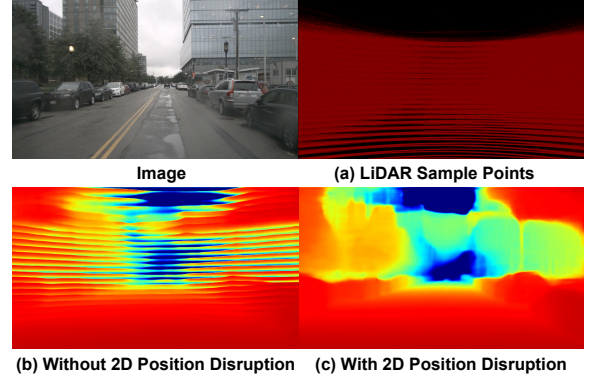 Image
(a) LiDAR Sample Points
(b) Without 2D Position Disruption
(c) With 2D Position Disruption